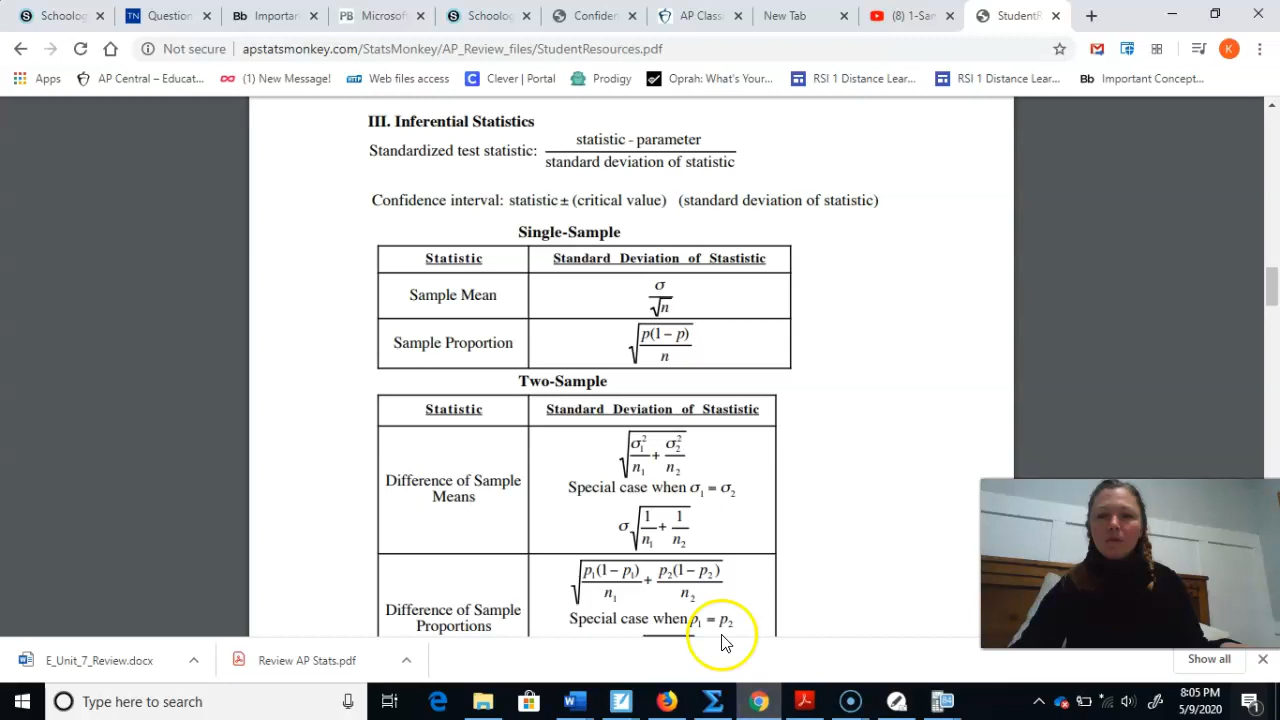 Schoolog
Question
Importan
Microsof
Schoolog
Confiden
AP Class
New Tab
(8) 1-San
StudentR
Not secure
apstatsmonkey.com/StatsMonkey/AP_Review_files/StudentResources.pdf
K
Apps
AP Central – Educat...
(1) New Message!
Web files access
Clever | Portal
Prodigy
Oprah: What's Your...
RSI 1 Distance Lear...
RSI 1 Distance Lear...
Bb Important Concept...
III. Inferential Statistics
Standardized test statistic: statistic - parameter / standard deviation of statistic
Confidence interval: statistic ± (critical value) (standard deviation of statistic)
Single-Sample
Statistic Standard Deviation of Stastistic
Sample Mean σ/√n
Sample Proportion √(p(1 − p)/n)
Two-Sample
Statistic Standard Deviation of Stastistic
Difference of Sample Means
√(σ₁²/n₁ + σ₂²/n₂)
Special case when σ₁ = σ₂
σ√(1/n₁ + 1/n₂)
Difference of Sample Proportions
√(p₁(1 − p₁)/n₁ + p₂(1 − p₂)/n₂)
Special case when p₁ = p₂
E_Unit_7_Review.docx
Review AP Stats.pdf
Show all
Type here to search
8:05 PM
5/9/2020